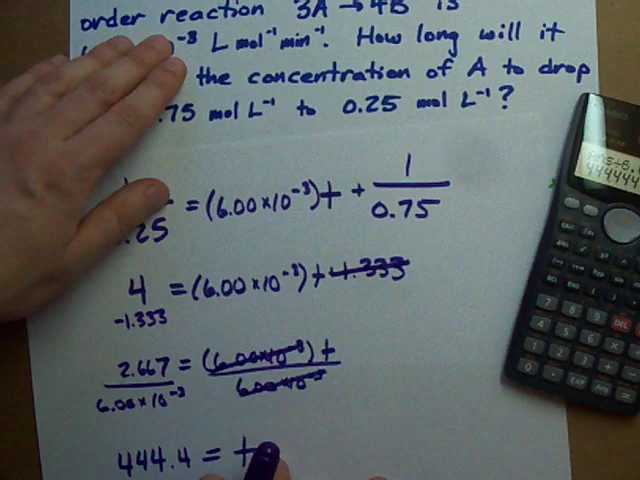 order reaction 3A → 4B is
⁻³ L mol⁻¹ min⁻¹. How long will it
the concentration of A to drop
.75 mol L⁻¹ to 0.25 mol L⁻¹?
.25 = (6.00×10⁻³)t + 1/0.75
4 = (6.00×10⁻³)t + 1.333
-1.333
2.667/6.00×10⁻³ = (6.00×10⁻³)t/6.00×10⁻³
444.4 = t